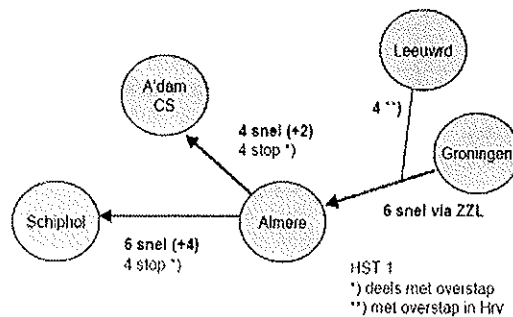 Leeuwrd
A'dam
CS
4 **)
4 snel (+2)
4 stop *)
Groningen
Schiphol
Almere
6 snel via ZZL
6 snel (+4)
4 stop *)
HST 1
*) deels met overstap
**) met overstap in Hrv